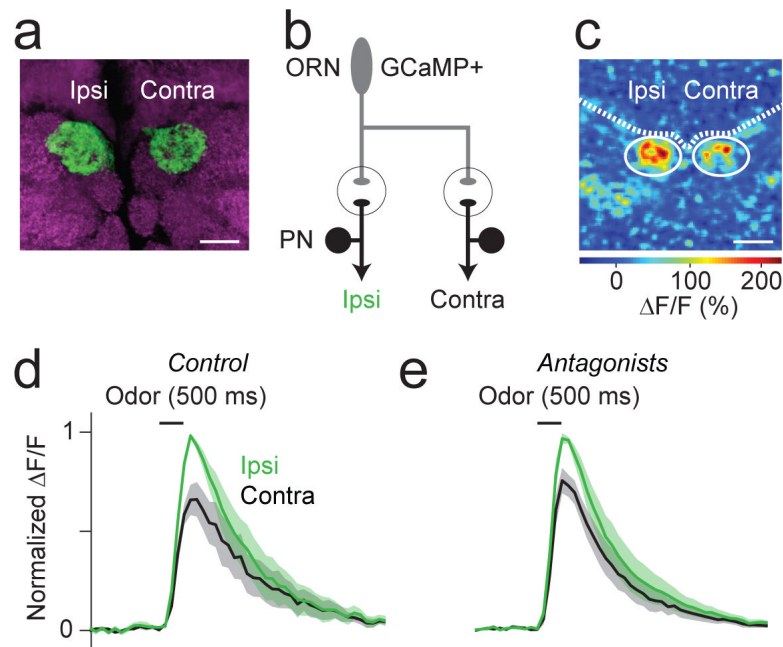 a
Ipsi Contra
b
ORN GCaMP+
PN
Ipsi Contra
c
Ipsi Contra
0 100 200
ΔF/F (%)
d
Control
Odor (500 ms)
Normalized ΔF/F
1
0
Ipsi
Contra
e
Antagonists
Odor (500 ms)